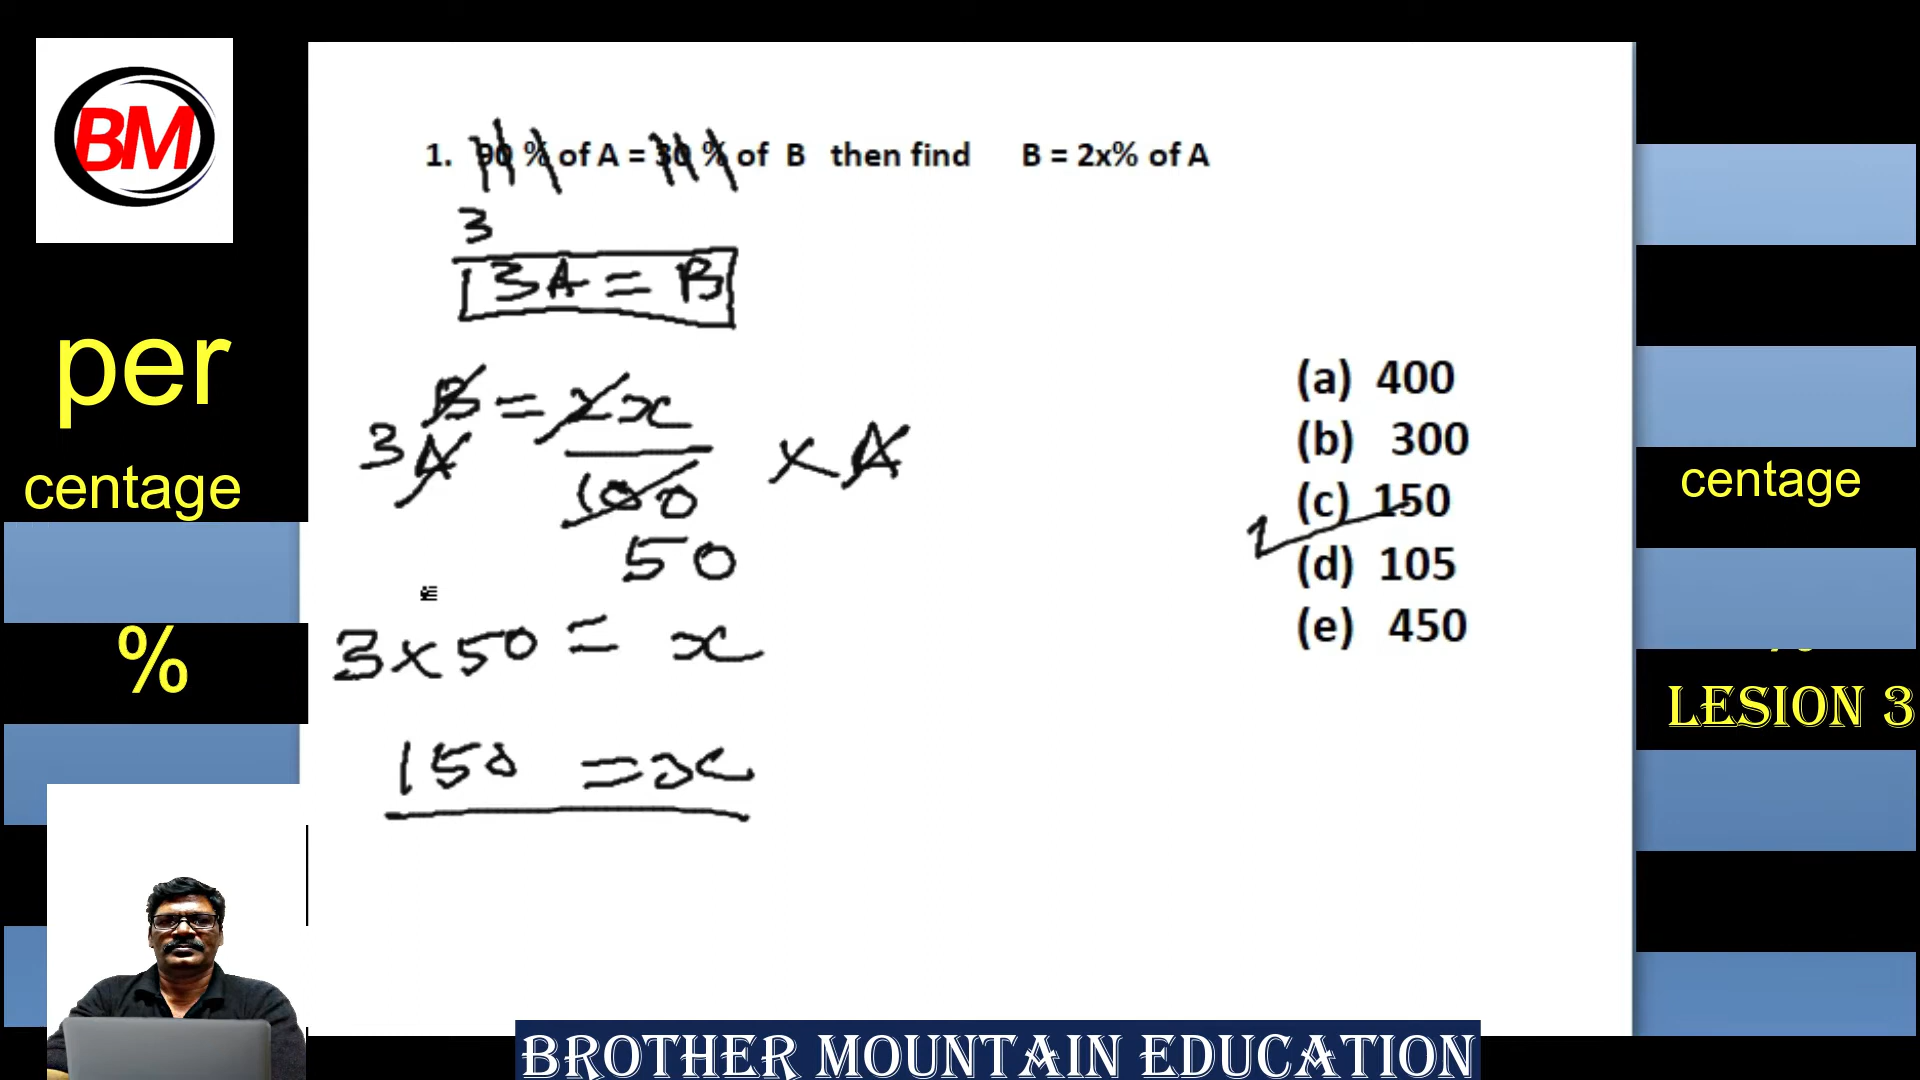 BM
per
centage
%
1. 90 % of A = 30 % of B then find B = 2x% of A
3
3A = B
B = 2x
3A
100
× A
50
3 × 50 = x
150 = x
(a) 400
(b) 300
(c) 150
(d) 105
(e) 450
centage
LESION 3
BROTHER MOUNTAIN EDUCATION